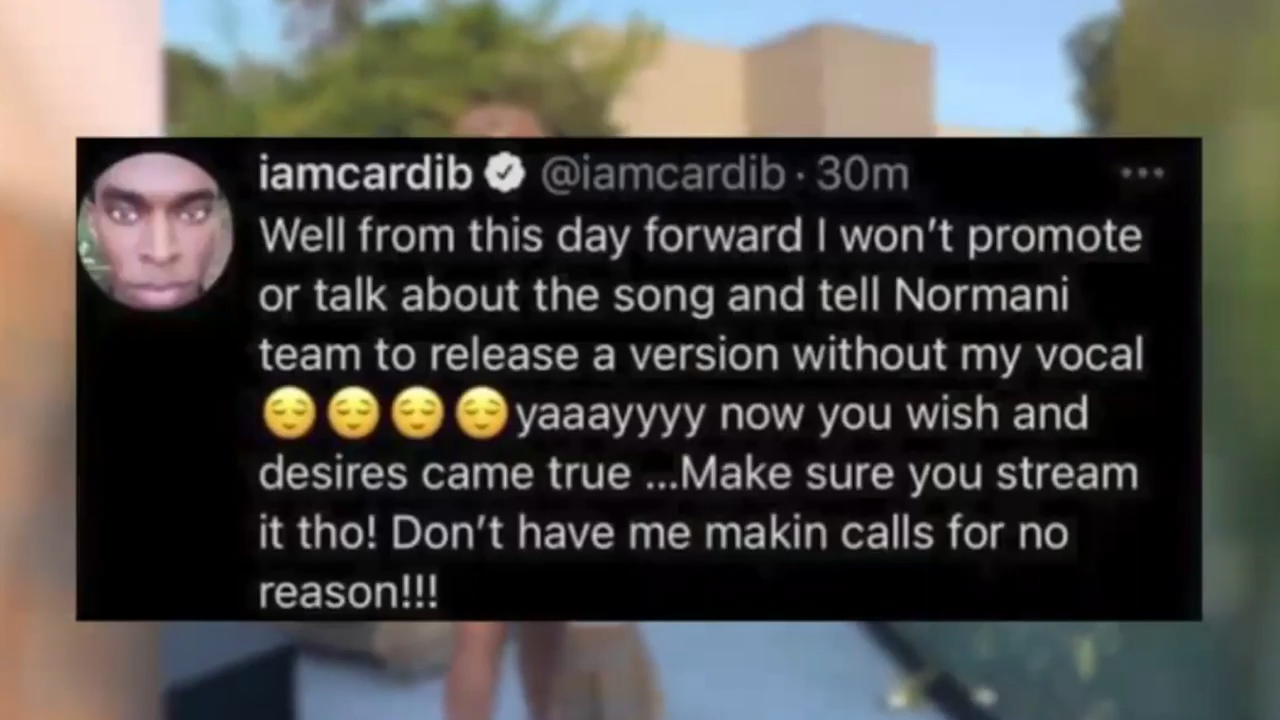 iamcardib @iamcardib · 30m
Well from this day forward I won't promote
or talk about the song and tell Normani
team to release a version without my vocal
😌😌😌😌yaaayyyy now you wish and
desires came true ...Make sure you stream
it tho! Don't have me makin calls for no
reason!!!